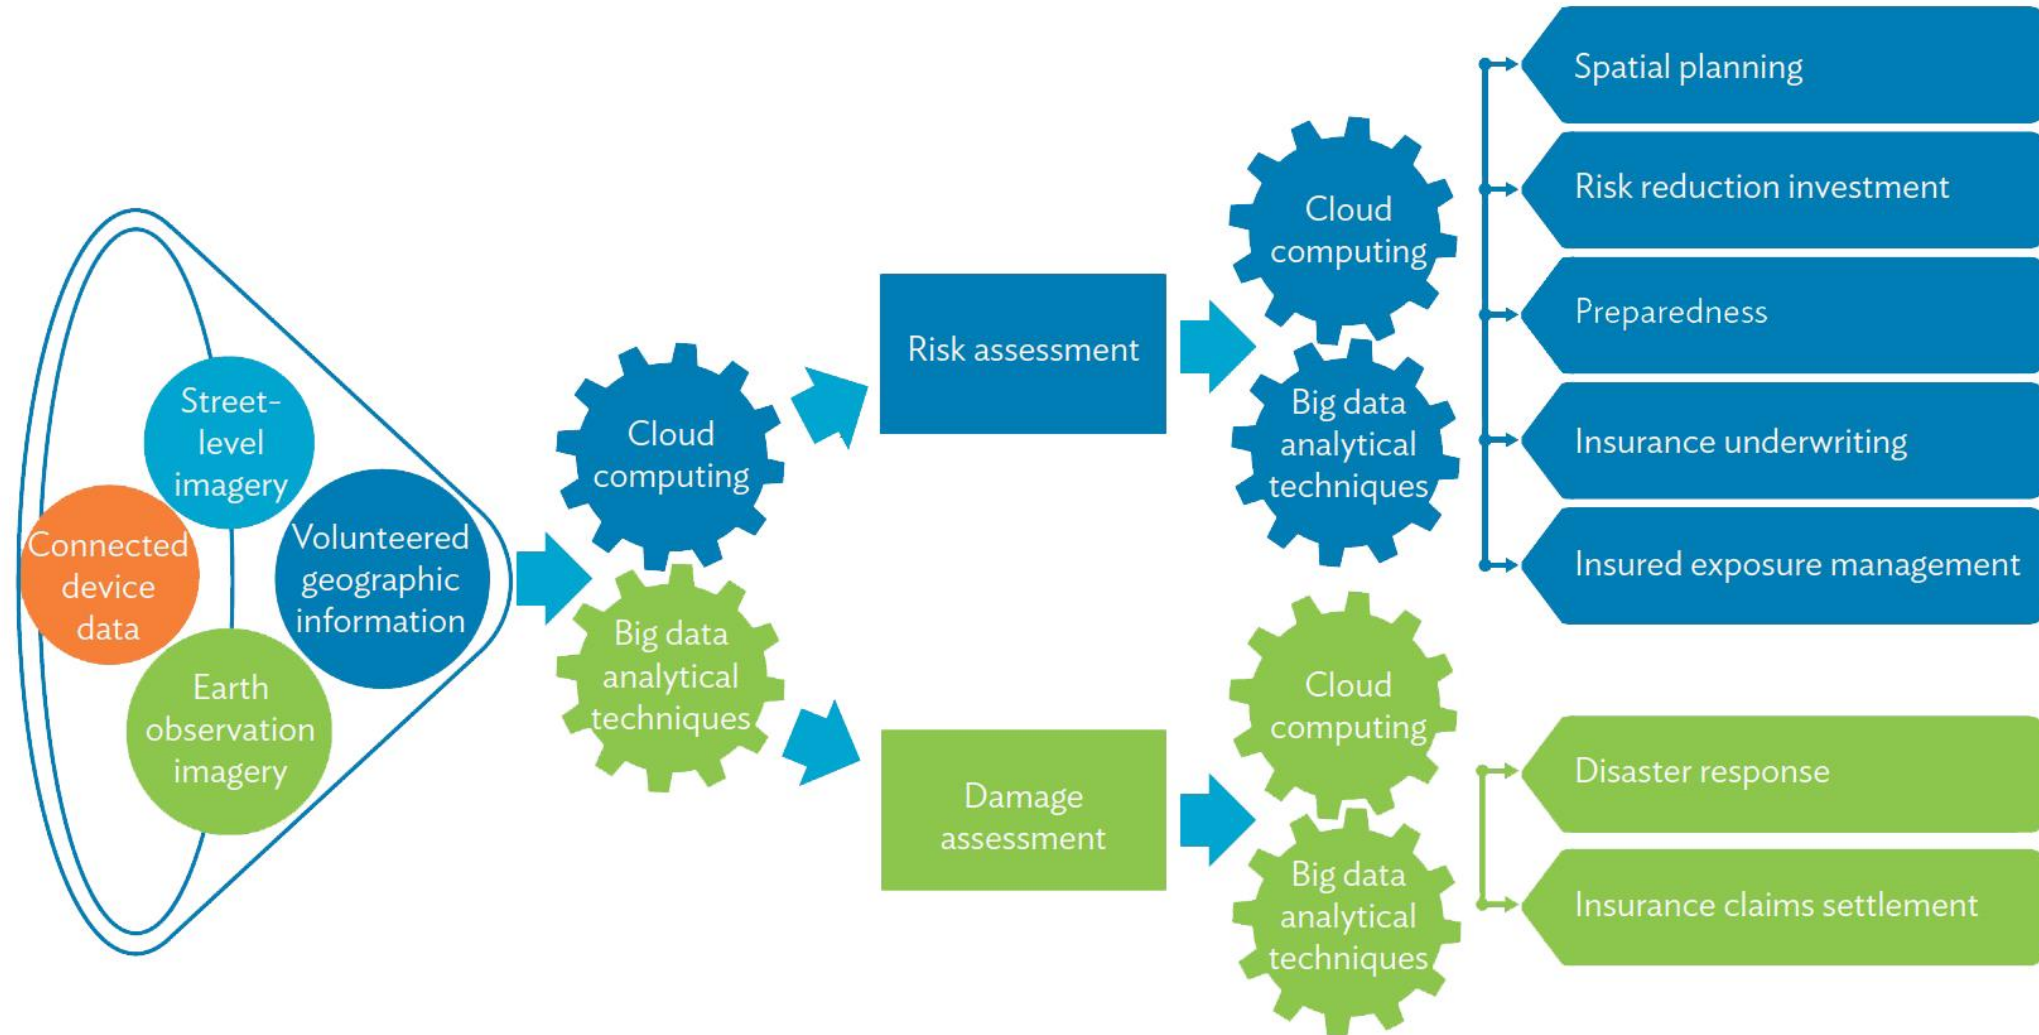 Street-
level
imagery
Connected
device
data
Volunteered
geographic
information
Earth
observation
imagery
Cloud
computing
Big data
analytical
techniques
Risk assessment
Damage
assessment
Cloud
computing
Big data
analytical
techniques
Cloud
computing
Big data
analytical
techniques
Spatial planning
Risk reduction investment
Preparedness
Insurance underwriting
Insured exposure management
Disaster response
Insurance claims settlement